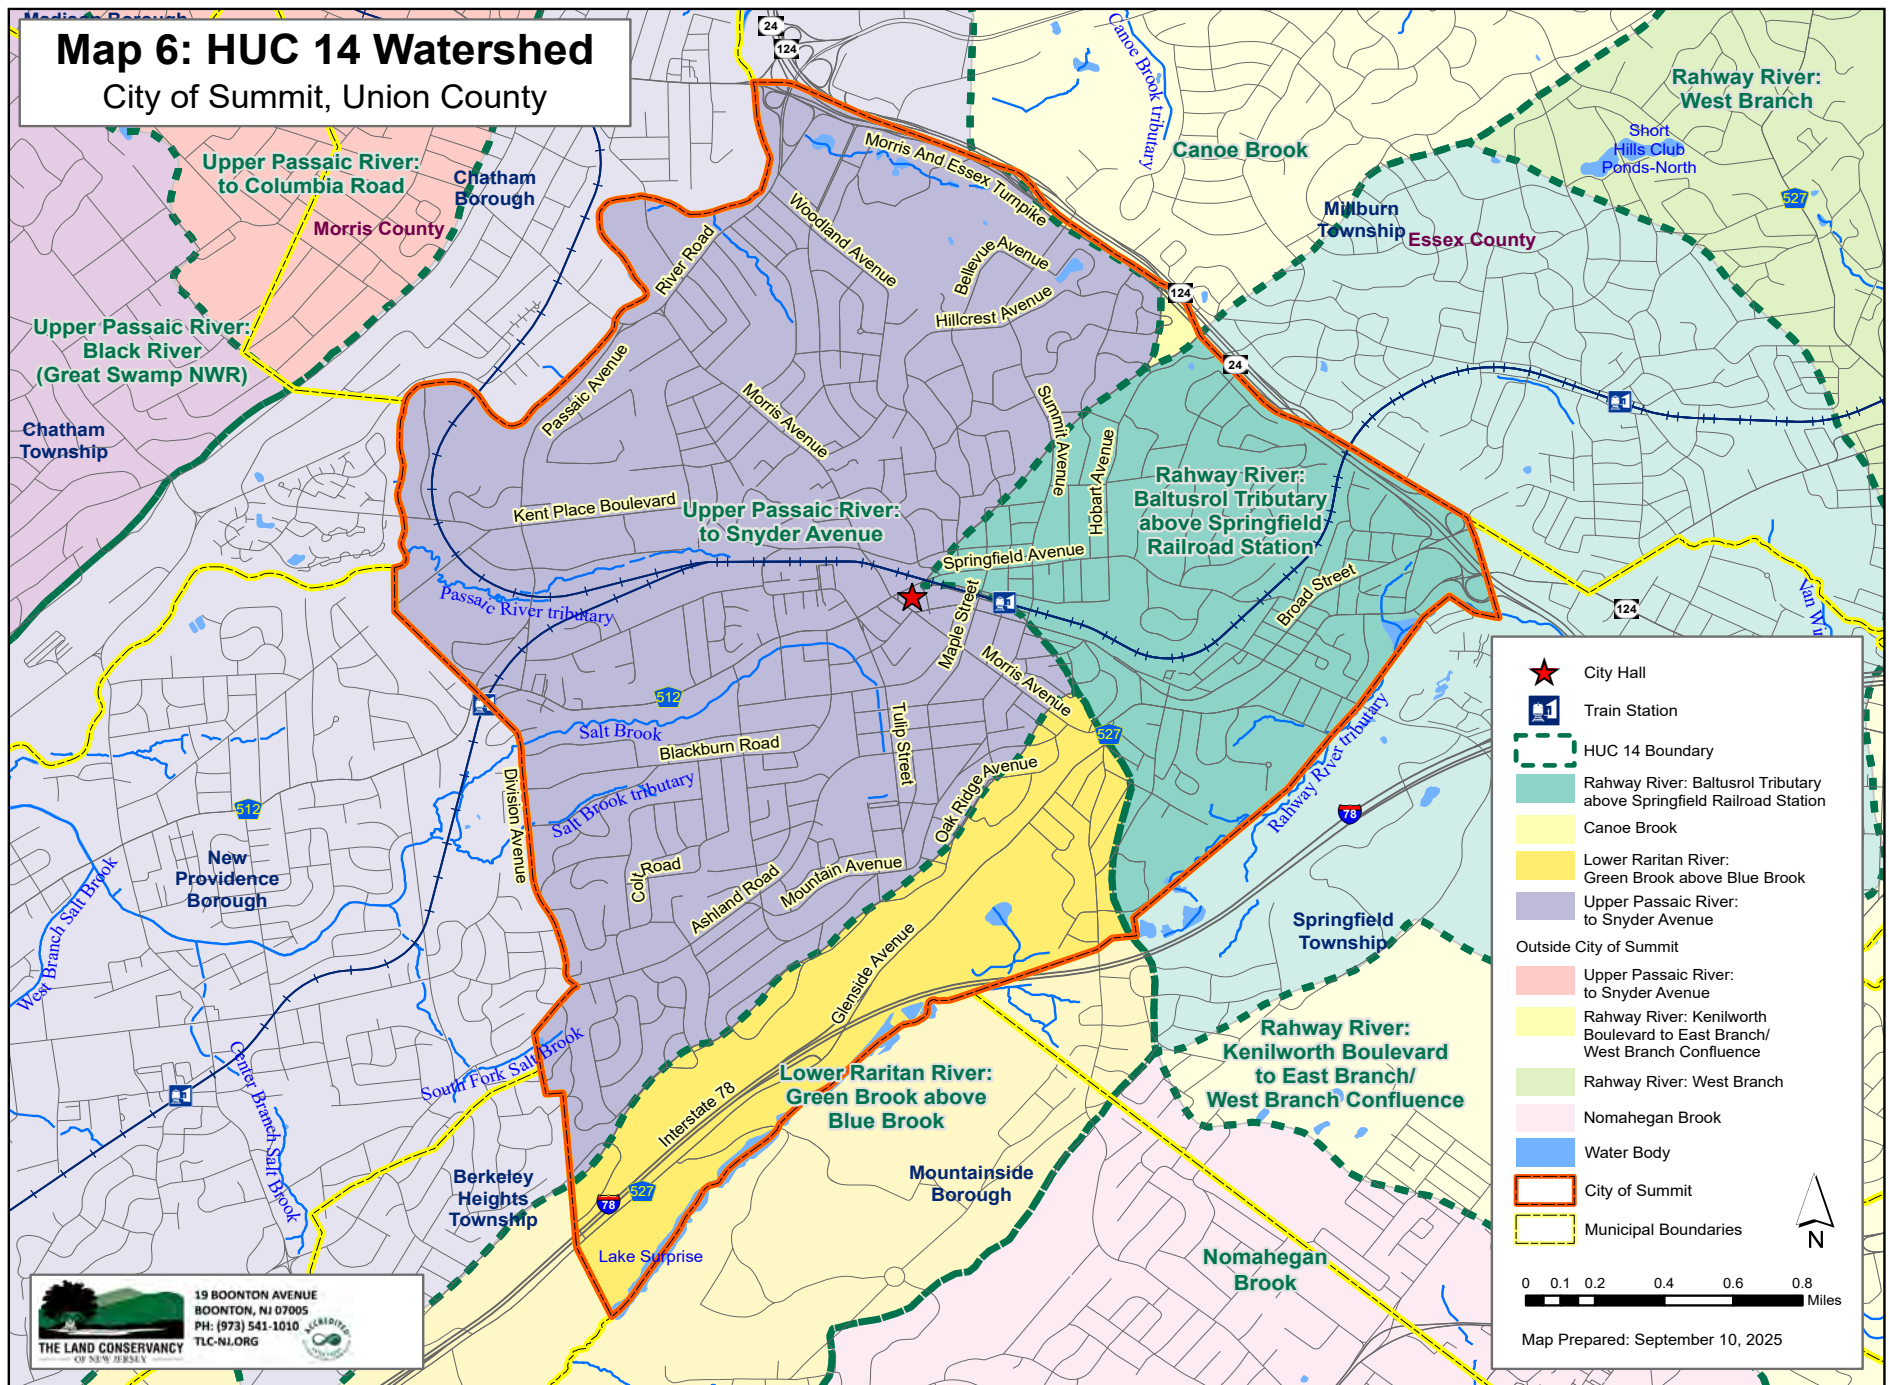 Madison Borough
Map 6: HUC 14 Watershed
City of Summit, Union County
24
124
Canoe Brook tributary
Rahway River:
West Branch
Short
Hills Club
Ponds-North
527
Canoe Brook
Morris And Essex Turnpike
Upper Passaic River:
to Columbia Road
Chatham
Borough
Morris County
Millburn
Township
Essex County
Woodland Avenue
River Road
Bellevue Avenue
Hillcrest Avenue
124
24
Upper Passaic River:
Black River
(Great Swamp NWR)
Chatham
Township
Passaic Avenue
Morris Avenue
Summit Avenue
Hobart Avenue
Rahway River:
Baltusrol Tributary
above Springfield
Railroad Station
Kent Place Boulevard
Upper Passaic River:
to Snyder Avenue
Springfield Avenue
Broad Street
Passaic River tributary
Maple Street
Morris Avenue
124
Van Wi
512
Salt Brook
Blackburn Road
Tulip Street
527
Salt Brook tributary
Oak Ridge Avenue
Rahway River tributary
78
Division Avenue
512
New
Providence
Borough
West Branch Salt Brook
Colt Road
Ashland Road
Mountain Avenue
Glenside Avenue
Springfield
Township
South Fork Salt Brook
Center Branch Salt Brook
Interstate 78
Lower Raritan River:
Green Brook above
Blue Brook
Rahway River:
Kenilworth Boulevard
to East Branch/
West Branch Confluence
Berkeley
Heights
Township
78
527
Mountainside
Borough
Lake Surprise
Nomahegan
Brook
City Hall
Train Station
HUC 14 Boundary
Rahway River: Baltusrol Tributary
above Springfield Railroad Station
Canoe Brook
Lower Raritan River:
Green Brook above Blue Brook
Upper Passaic River:
to Snyder Avenue
Outside City of Summit
Upper Passaic River:
to Snyder Avenue
Rahway River: Kenilworth
Boulevard to East Branch/
West Branch Confluence
Rahway River: West Branch
Nomahegan Brook
Water Body
City of Summit
Municipal Boundaries
N
0 0.1 0.2 0.4 0.6 0.8
Miles
Map Prepared: September 10, 2025
THE LAND CONSERVANCY
OF NEW JERSEY
19 BOONTON AVENUE
BOONTON, NJ 07005
PH: (973) 541-1010
TLC-NJ.ORG
ACCREDITED